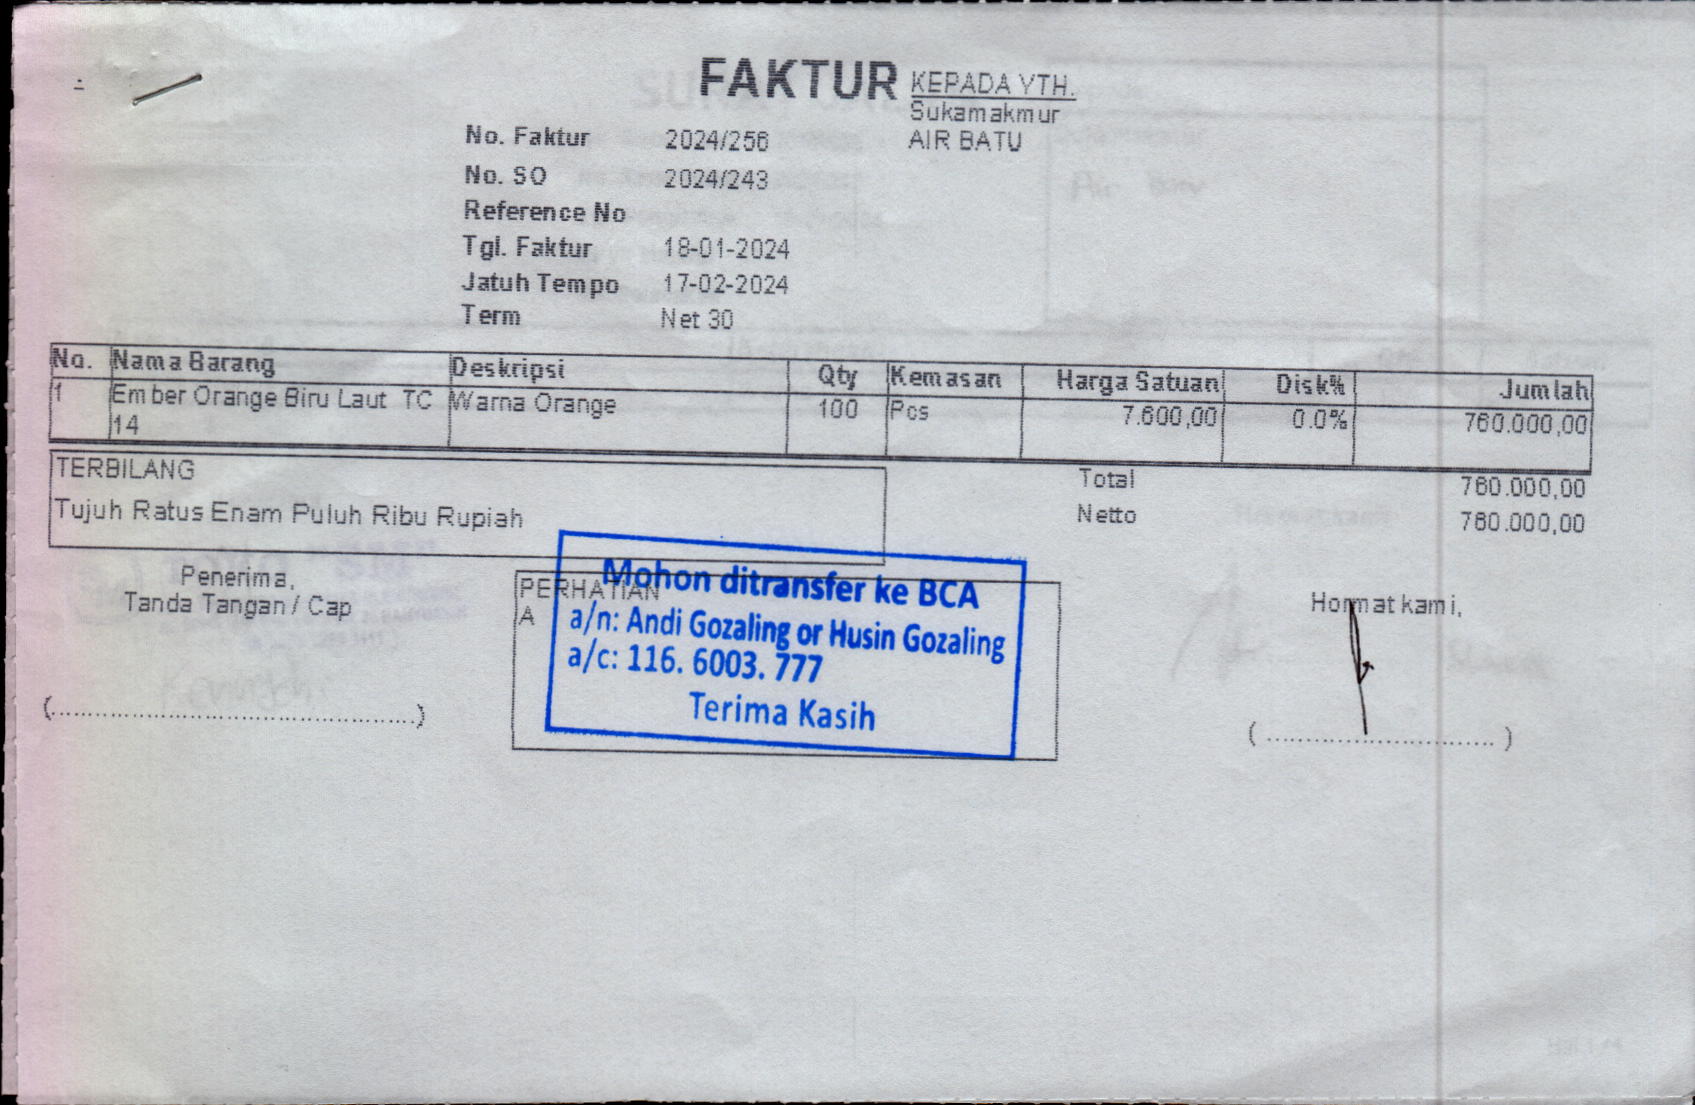 FAKTUR
KEPADA YTH.
Sukamakmur
AIR BATU
No. Faktur 2024/256
No. SO 2024/243
Reference No
Tgl. Faktur 18-01-2024
Jatuh Tempo 17-02-2024
Term Net 30
No. Nama Barang Deskripsi Qty Kemasan Harga Satuan Disk% Jumlah
1 Ember Orange Biru Laut TC Warna Orange 100 Pcs 7.600,00 0.0% 760.000,00
14
TERBILANG
Tujuh Ratus Enam Puluh Ribu Rupiah
Total 760.000,00
Netto 760.000,00
Penerima,
Tanda Tangan / Cap
(............................................)
PERHATIAN
A
Mohon ditransfer ke BCA
a/n: Andi Gozaling or Husin Gozaling
a/c: 116. 6003. 777
Terima Kasih
Hormat kami,
( ............................ )